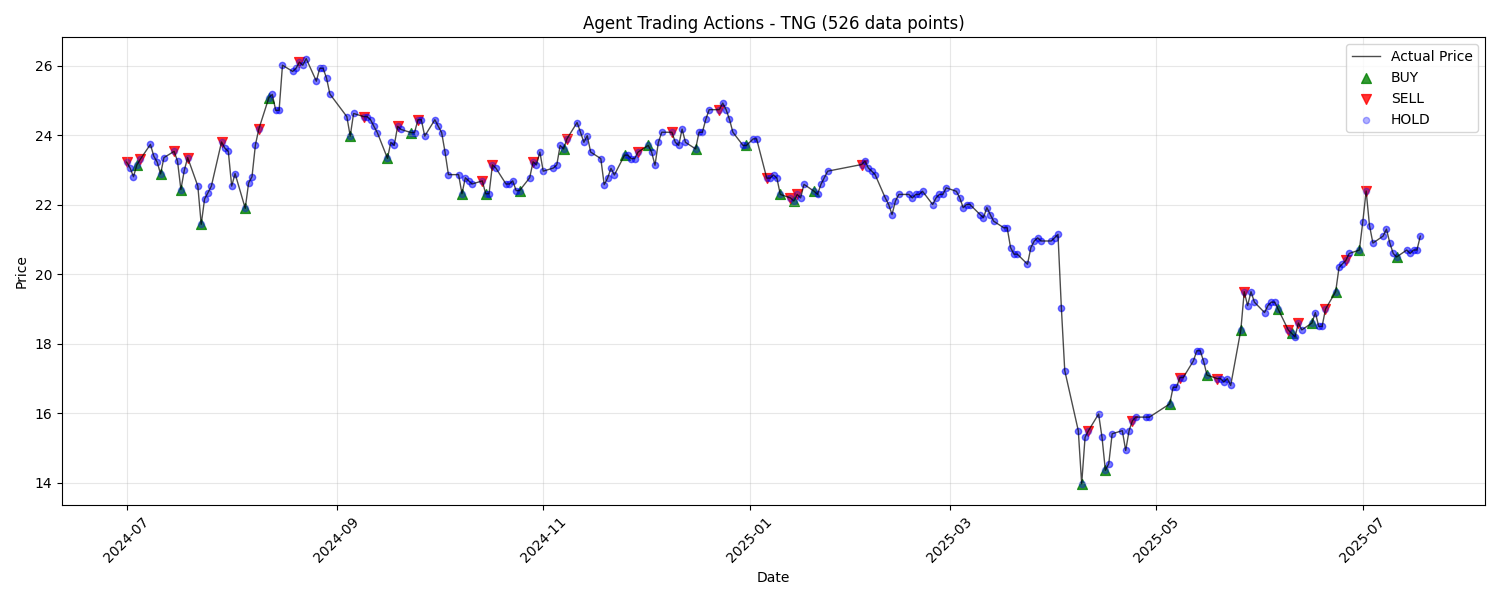 Agent Trading Actions - TNG (526 data points)
Actual Price
BUY
SELL
HOLD
Price
26
24
22
20
18
16
14
2024-07
2024-09
2024-11
2025-01
2025-03
2025-05
2025-07
Date